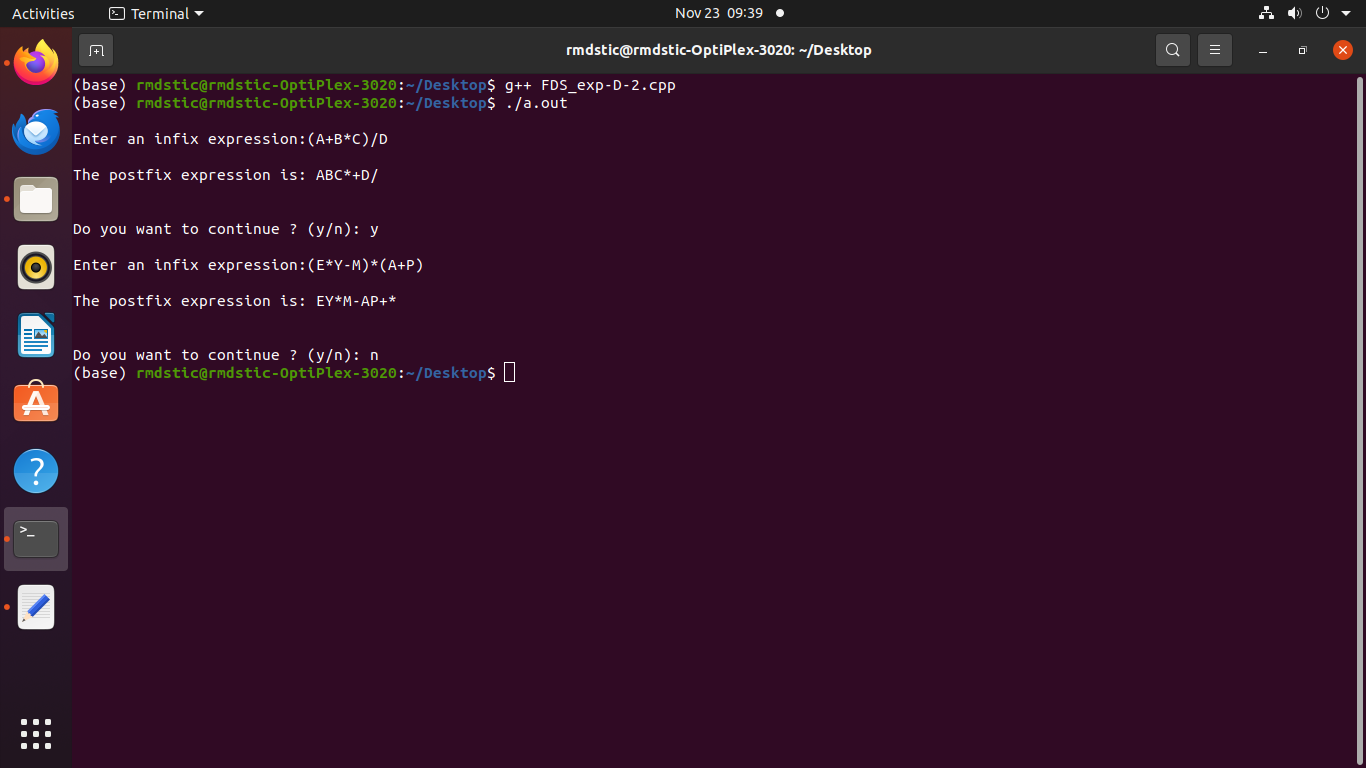 Activities Terminal Nov 23 09:39
rmdstic@rmdstic-OptiPlex-3020: ~/Desktop
(base) rmdstic@rmdstic-OptiPlex-3020:~/Desktop$ g++ FDS_exp-D-2.cpp
(base) rmdstic@rmdstic-OptiPlex-3020:~/Desktop$ ./a.out
Enter an infix expression:(A+B*C)/D
The postfix expression is: ABC*+D/
Do you want to continue ? (y/n): y
Enter an infix expression:(E*Y-M)*(A+P)
The postfix expression is: EY*M-AP+*
Do you want to continue ? (y/n): n
(base) rmdstic@rmdstic-OptiPlex-3020:~/Desktop$